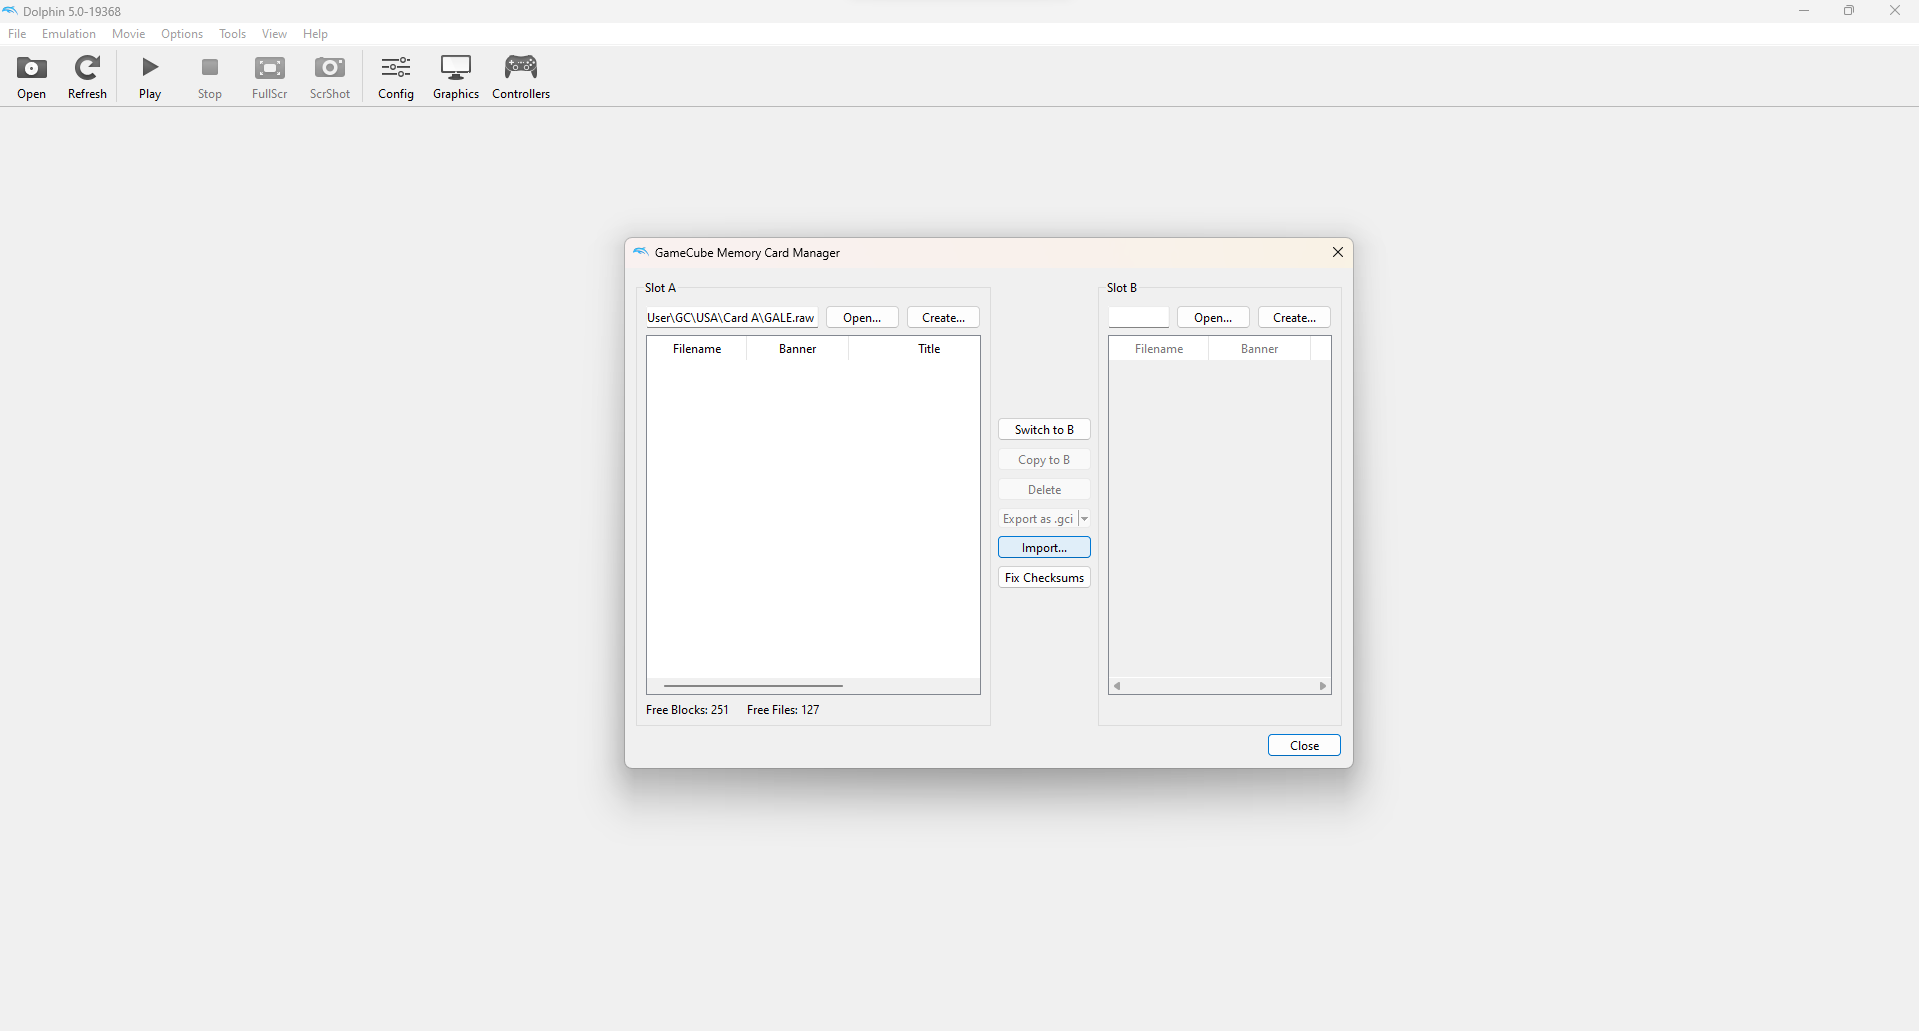 Dolphin 5.0-19368
File Emulation Movie Options Tools View Help
Open Refresh Play Stop FullScr ScrShot Config Graphics Controllers
GameCube Memory Card Manager
Slot A
User\GC\USA\Card A\GALE.raw Open... Create...
Filename Banner Title
Free Blocks: 251 Free Files: 127
Switch to B
Copy to B
Delete
Export as .gci
Import...
Fix Checksums
Slot B
Open... Create...
Filename Banner
Close